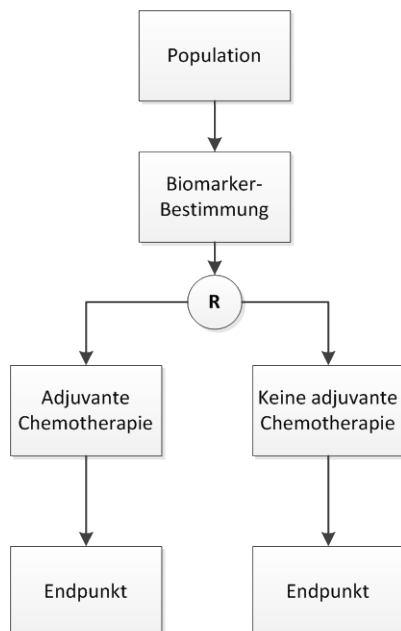 Population
Biomarker-
Bestimmung
R
Adjuvante
Chemotherapie
Keine adjuvante
Chemotherapie
Endpunkt
Endpunkt